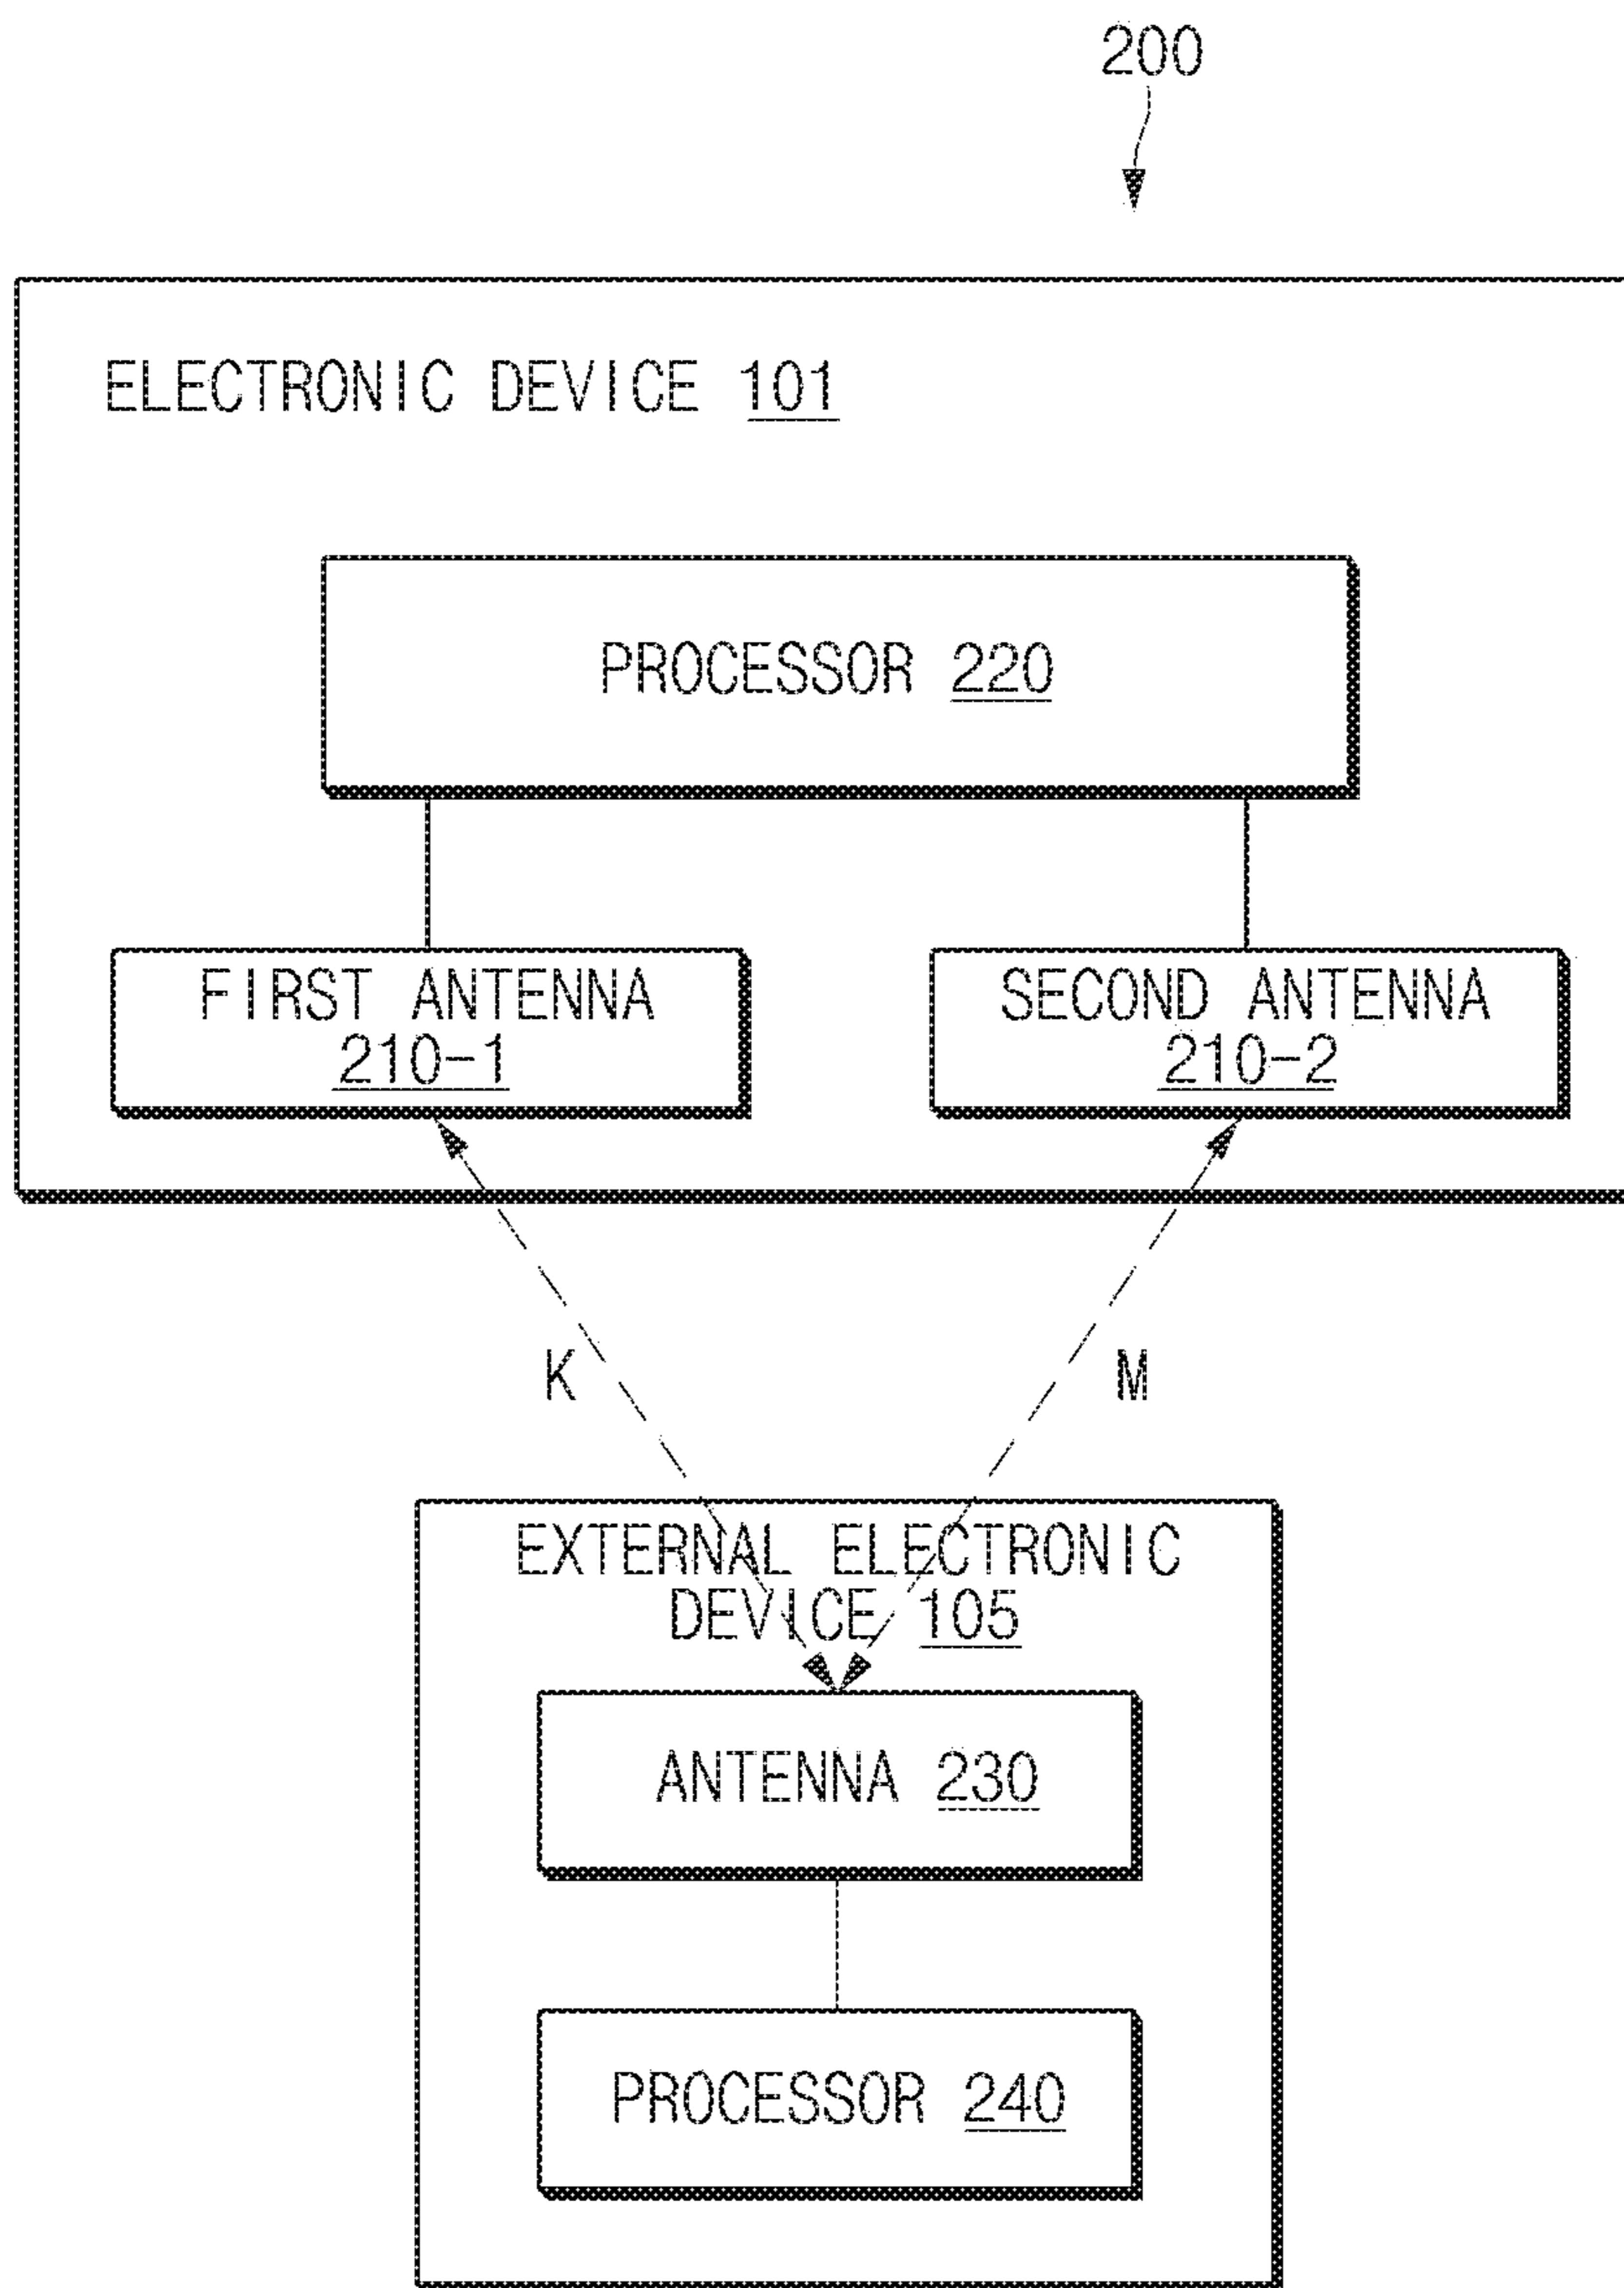 200
ELECTRONIC DEVICE 101
PROCESSOR 220
FIRST ANTENNA
210-1
SECOND ANTENNA
210-2
K
M
EXTERNAL ELECTRONIC
DEVICE 105
ANTENNA 230
PROCESSOR 240